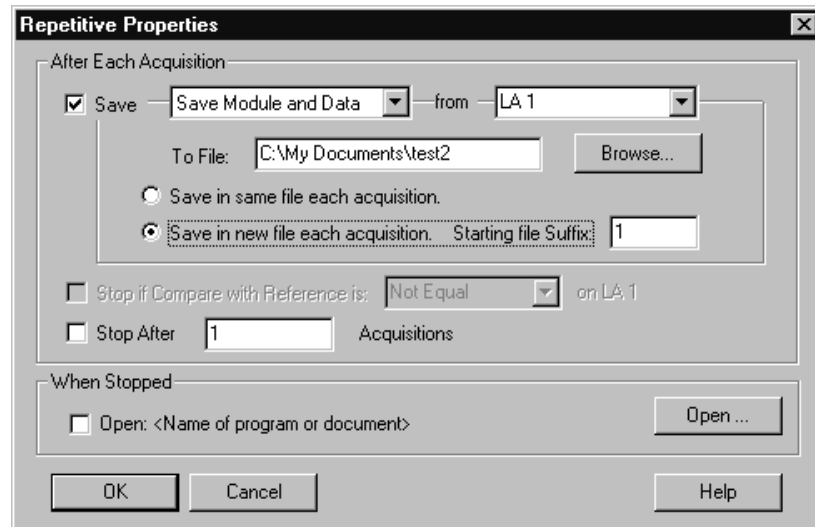 Repetitive Properties
After Each Acquisition
Save Save Module and Data from LA 1
To File: C:\My Documents\test2 Browse...
Save in same file each acquisition.
Save in new file each acquisition. Starting file Suffix: 1
Stop if Compare with Reference is: Not Equal on LA 1
Stop After 1 Acquisitions
When Stopped
Open: <Name of program or document> Open ...
OK Cancel Help